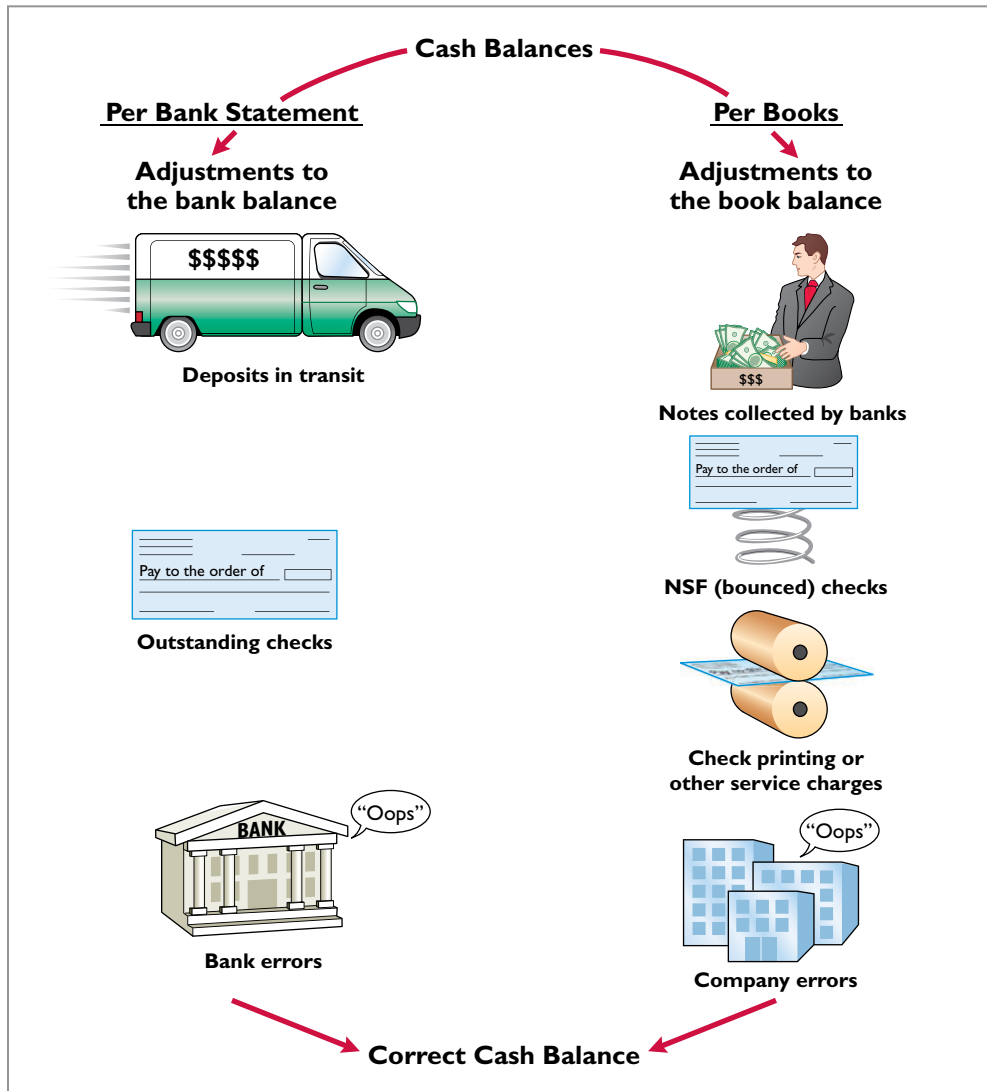 Cash Balances
Per Bank Statement
Per Books
Adjustments to
the bank balance
Adjustments to
the book balance
$$$$$
Deposits in transit
$$$
Notes collected by banks
Pay to the order of
NSF (bounced) checks
Pay to the order of
Outstanding checks
Check printing or
other service charges
BANK
“Oops”
Bank errors
“Oops”
Company errors
Correct Cash Balance